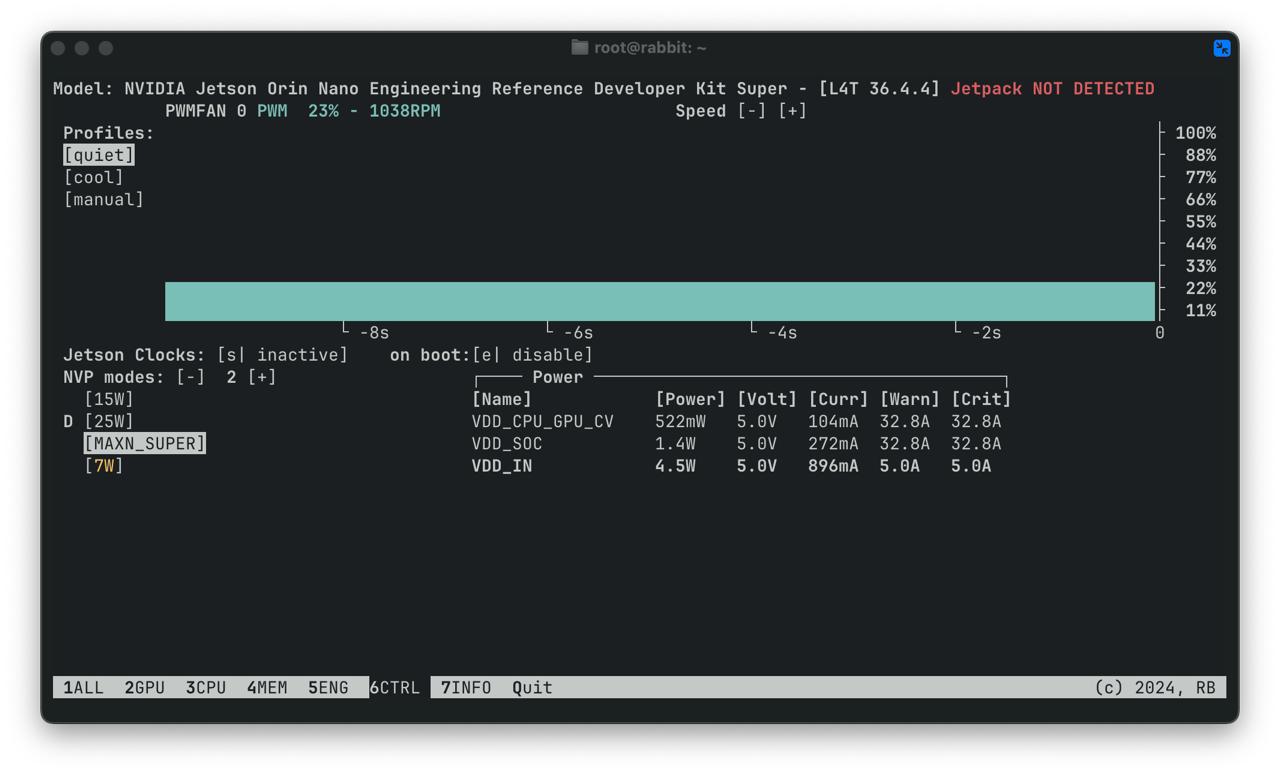 root@rabbit: ~
Model: NVIDIA Jetson Orin Nano Engineering Reference Developer Kit Super - [L4T 36.4.4] Jetpack NOT DETECTED
PWMFAN 0 PWM 23% - 1038RPM Speed [-] [+]
Profiles: 100%
[quiet] 88%
[cool] 77%
[manual] 66%
55%
44%
33%
22%
11%
-8s -6s -4s -2s 0
Jetson Clocks: [s| inactive] on boot:[e| disable]
NVP modes: [-] 2 [+] Power
[15W] [Name] [Power] [Volt] [Curr] [Warn] [Crit]
D [25W] VDD_CPU_GPU_CV 522mW 5.0V 104mA 32.8A 32.8A
[MAXN_SUPER] VDD_SOC 1.4W 5.0V 272mA 32.8A 32.8A
[7W] VDD_IN 4.5W 5.0V 896mA 5.0A 5.0A
1ALL 2GPU 3CPU 4MEM 5ENG 6CTRL 7INFO Quit (c) 2024, RB